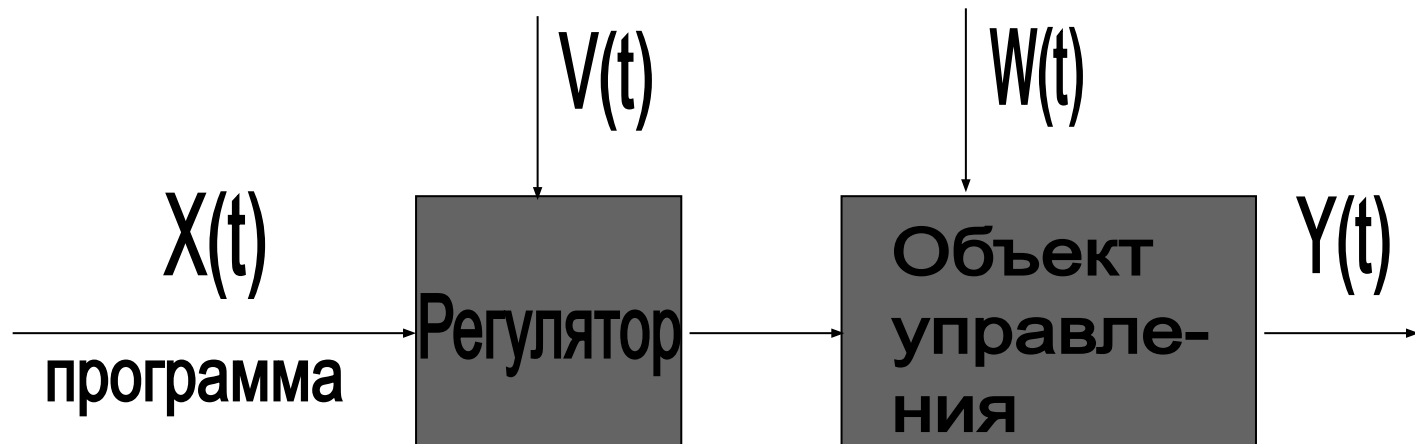 V(t)
W(t)
X(t)
Y(t)
программа
Регулятор
Объект
управле-
ния